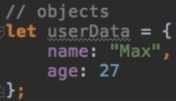 // objects
let userData = {
    name: "Max",
    age: 27
};